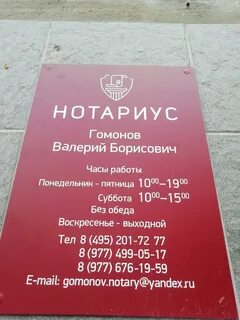 НОТАРИУС
Гомонов
Валерий Борисович
Часы работы
Понедельник - пятница 10⁰⁰-19⁰⁰
Суббота 10⁰⁰-15⁰⁰
Без обеда
Воскресенье - выходной
Тел 8 (495) 201-72 77
8 (977) 499-05-17
8 (977) 676-19-59
E-mail: gomonov.notary@yandex.ru